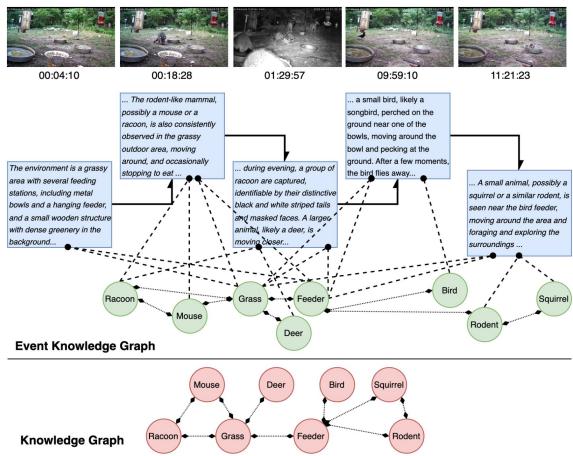 00:04:10
00:18:28
01:29:57
09:59:10
11:21:23
... The rodent-like mammal,
possibly a mouse or a
racoon, is also consistently
observed in the grassy
outdoor area, moving
around, and occasionally
stopping to eat ...
... a small bird, likely a
songbird, perched on the
ground near one of the
bowls, moving around the
bowl and pecking at the
ground. After a few moments,
the bird flies away...
The environment is a grassy
area with several feeding
stations, including metal
bowls and a hanging feeder,
and a small wooden structure
with dense greenery in the
background...
... during evening, a group of
racoon are captured,
identifiable by their distinctive
black and white striped tails
and masked faces. A larger
animal, likely a deer, is
moving closer...
... A small animal, possibly a
squirrel or a similar rodent, is
seen near the bird feeder,
moving around the area and
foraging and exploring the
surroundings ...
Racoon
Mouse
Grass
Feeder
Deer
Bird
Rodent
Squirrel
Event Knowledge Graph
Mouse
Deer
Bird
Squirrel
Racoon
Grass
Feeder
Rodent
Knowledge Graph